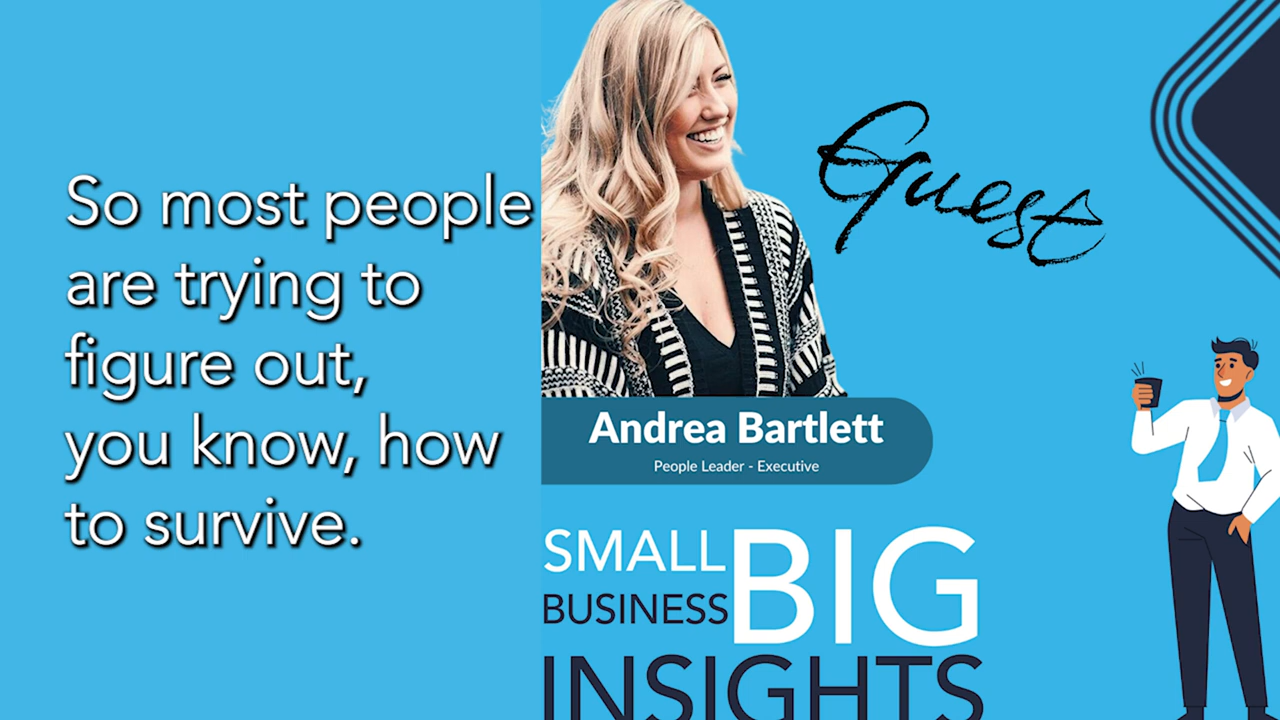 So most people
are trying to
figure out,
you know, how
to survive.
Guest
Andrea Bartlett
People Leader - Executive
SMALL
BUSINESS
BIG
INSIGHTS